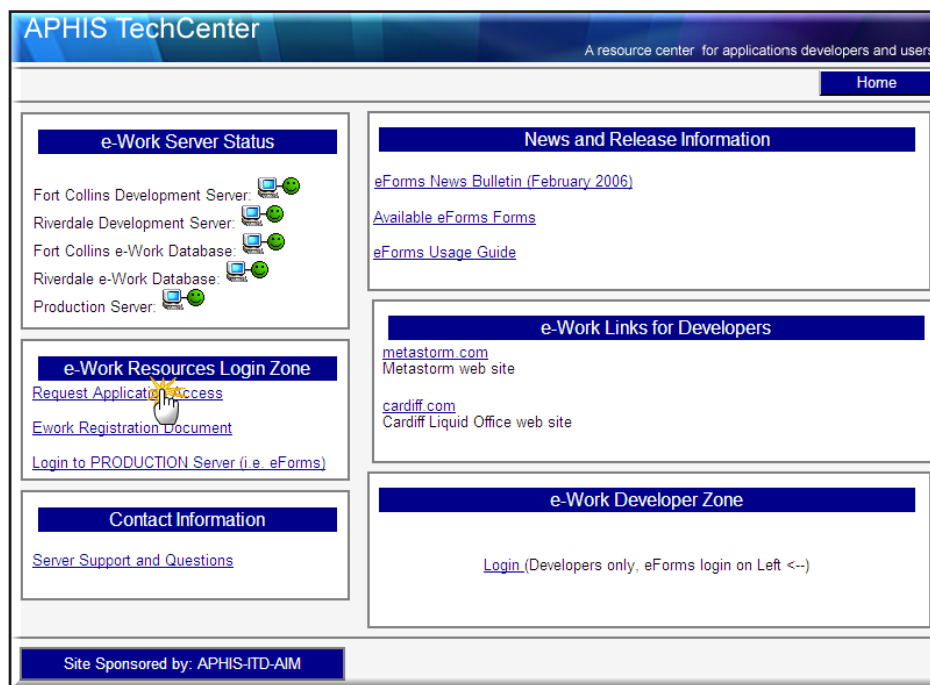 APHIS TechCenter
A resource center for applications developers and users
Home
e-Work Server Status
Fort Collins Development Server:
Riverdale Development Server:
Fort Collins e-Work Database:
Riverdale e-Work Database:
Production Server:
e-Work Resources Login Zone
Request Application Access
Ework Registration Document
Login to PRODUCTION Server (i.e. eForms)
Contact Information
Server Support and Questions
News and Release Information
eForms News Bulletin (February 2006)
Available eForms Forms
eForms Usage Guide
e-Work Links for Developers
metastorm.com
Metastorm web site
cardiff.com
Cardiff Liquid Office web site
e-Work Developer Zone
Login (Developers only, eForms login on Left <--)
Site Sponsored by: APHIS-ITD-AIM